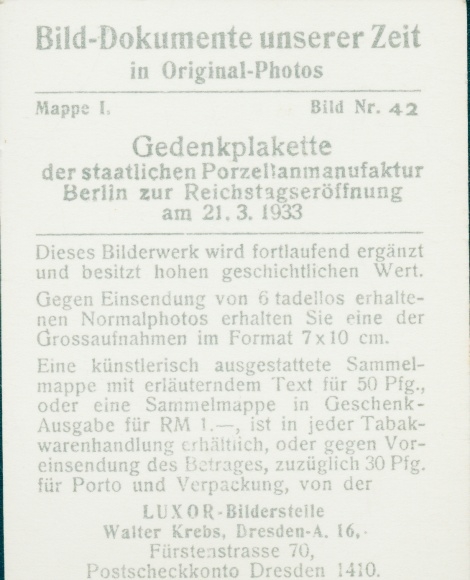 Bild-Dokumente unserer Zeit
in Original-Photos
Mappe I. Bild Nr. 42
Gedenkplakette
der staatlichen Porzellanmanufaktur
Berlin zur Reichstagseröffnung
am 21. 3. 1933
Dieses Bilderwerk wird fortlaufend ergänzt
und besitzt hohen geschichtlichen Wert.
Gegen Einsendung von 6 tadellos erhalte-
nen Normalphotos erhalten Sie eine der
Grossaufnahmen im Format 7 x 10 cm.
Eine künstlerisch ausgestattete Sammel-
mappe mit erläuterndem Text für 50 Pfg.,
oder eine Sammelmappe in Geschenk-
Ausgabe für RM 1.—, ist in jeder Tabak-
warenhandlung erhältlich, oder gegen Vor-
einsendung des Betrages, zuzüglich 30 Pfg.
für Porto und Verpackung, von der
LUXOR-Bilderstelle
Walter Krebs, Dresden-A. 16,
Fürstenstrasse 70,
Postscheckkonto Dresden 1410.